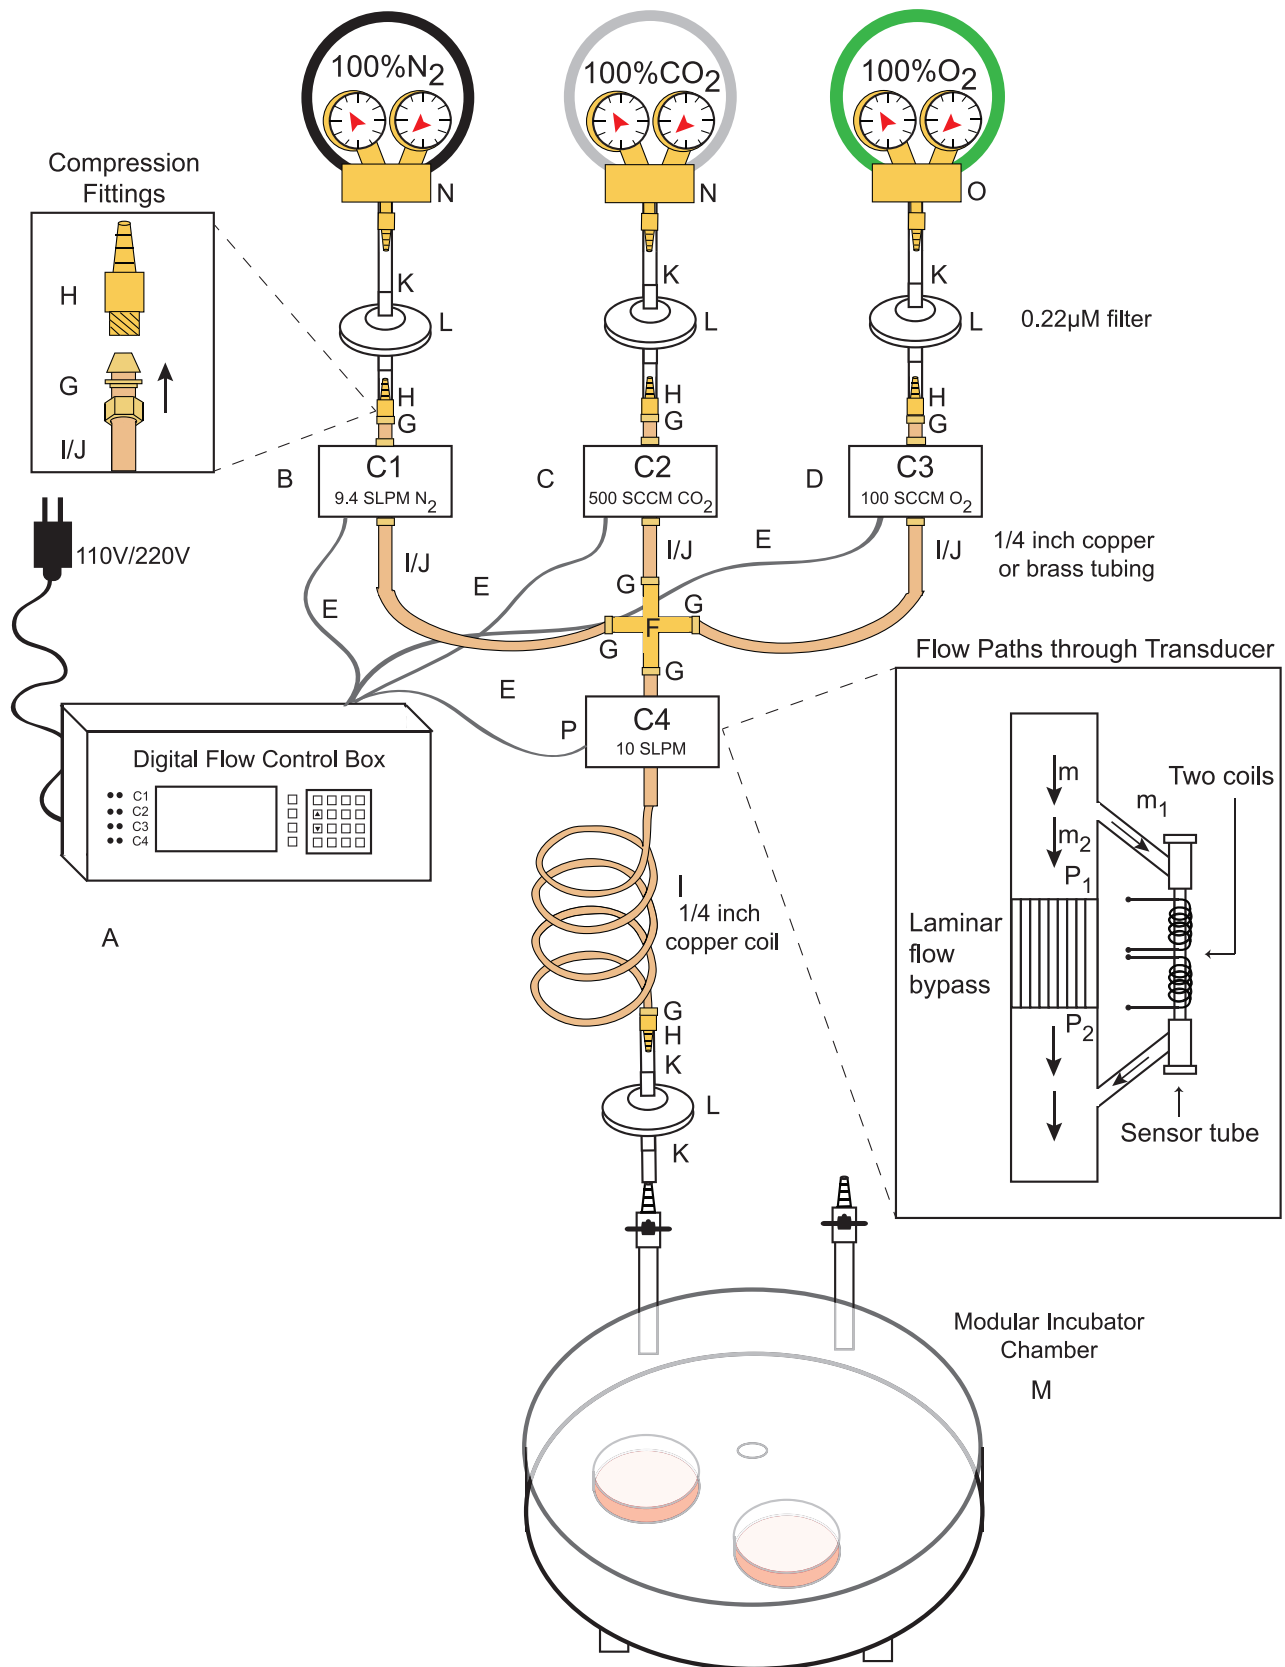 100%N2
100%CO2
100%O2
N
N
O
Compression
Fittings
H
G
I/J
K
K
K
L
L
L
0.22µM filter
H
G
H
G
H
G
B
C1
9.4 SLPM N2
C
C2
500 SCCM CO2
D
C3
100 SCCM O2
110V/220V
I/J
I/J
I/J
1/4 inch copper
or brass tubing
E
E
E
E
G
G
F
G
G
P
C4
10 SLPM
Digital Flow Control Box
C1
C2
C3
C4
A
I
1/4 inch
copper coil
G
H
K
L
K
Flow Paths through Transducer
m
m1
m2
Two coils
P1
Laminar
flow
bypass
P2
Sensor tube
Modular Incubator
Chamber
M